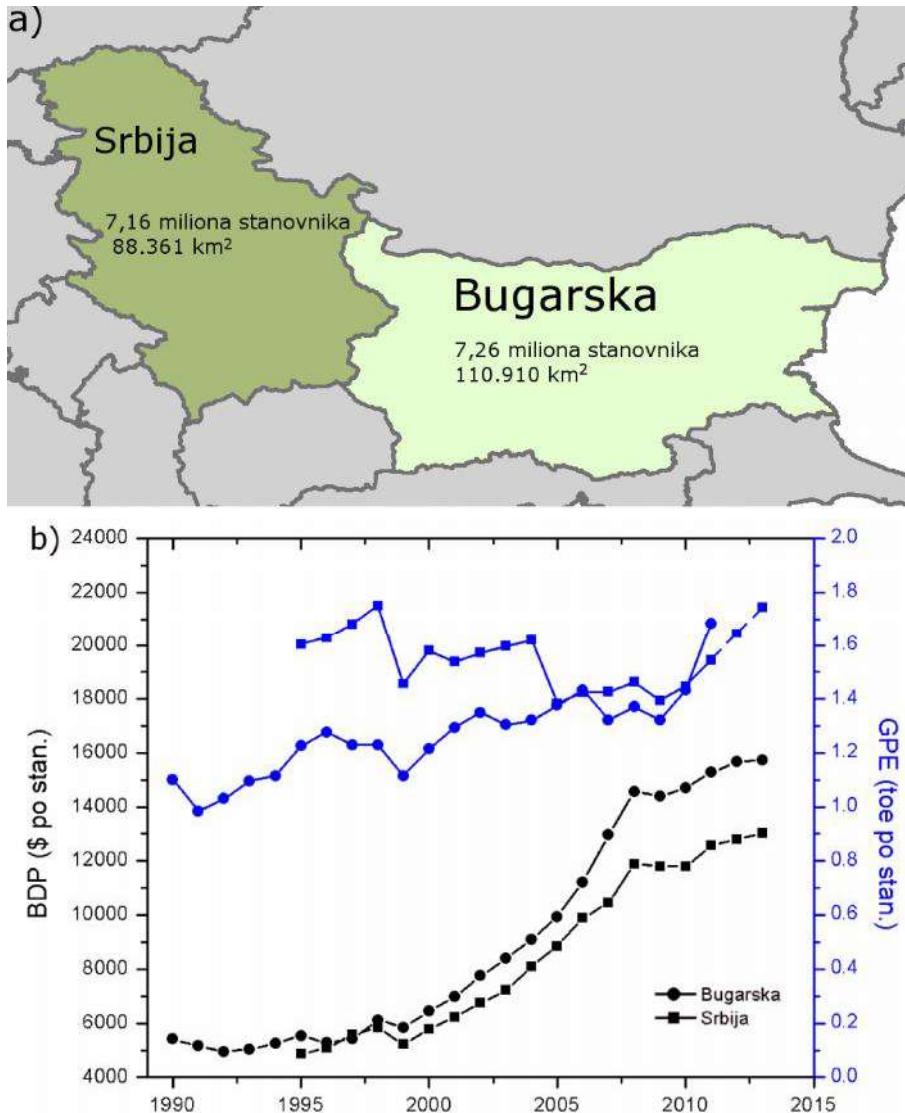 a)
Srbija
7,16 miliona stanovnika
88.361 km²
Bugarska
7,26 miliona stanovnika
110.910 km²
b)
24000
22000
20000
18000
16000
14000
12000
10000
8000
6000
4000
BDP ($ po stan.)
2.0
1.8
1.6
1.4
1.2
1.0
0.8
0.6
0.4
0.2
0.0
GPE (toe po stan.)
Bugarska
Srbija
1990 1995 2000 2005 2010 2015